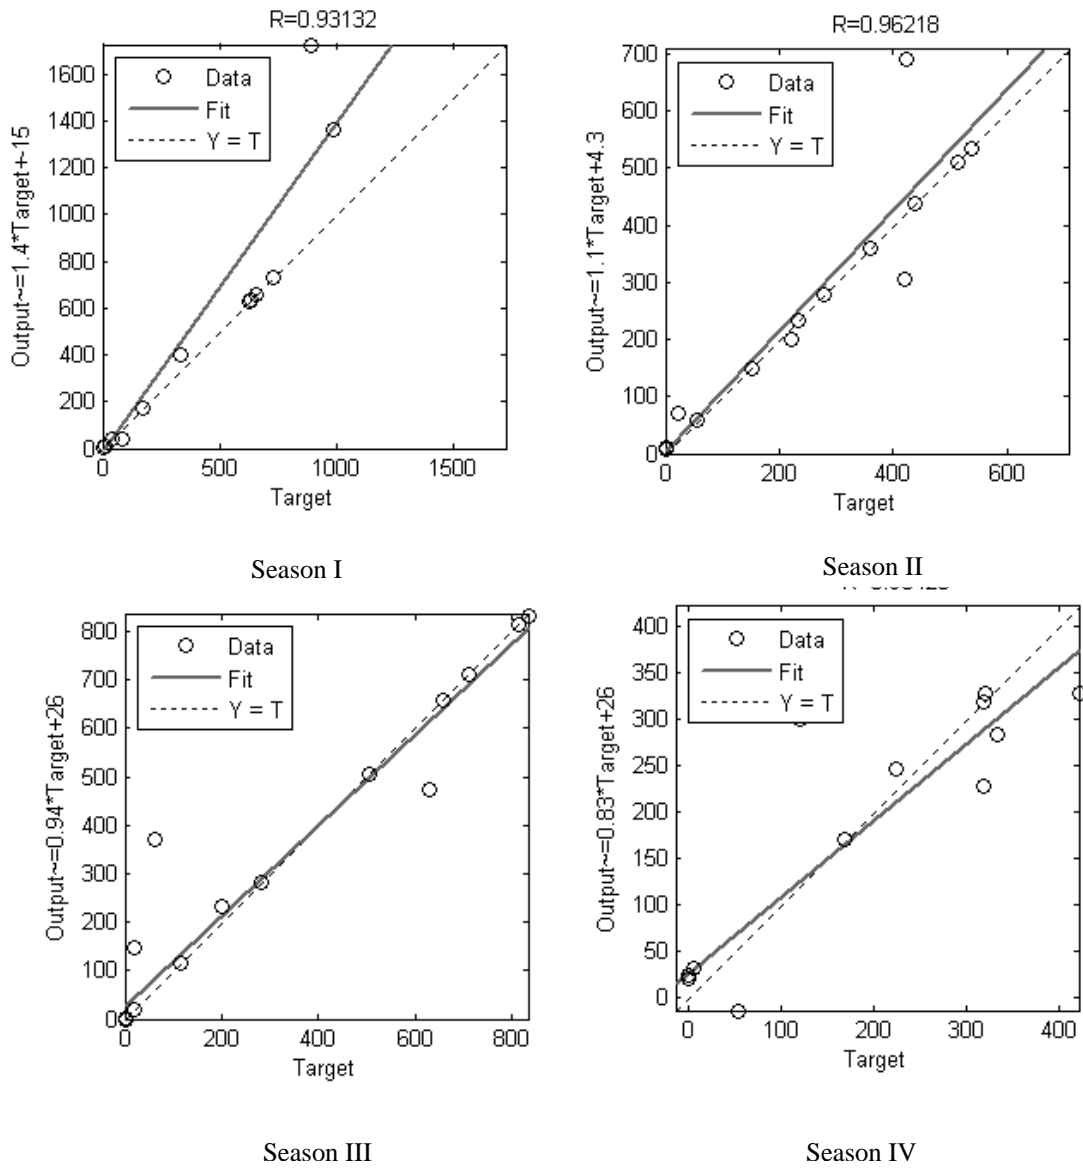 R=0.93132
1600
1400
1200
1000
800
600
400
200
0
Output~=1.4*Target+-15
Data
Fit
Y = T
0
500
1000
1500
Target
Season I
R=0.96218
700
600
500
400
300
200
100
0
Output~=1.1*Target+4.3
Data
Fit
Y = T
0
200
400
600
Target
Season II
800
700
600
500
400
300
200
100
0
Output~=0.94*Target+26
Data
Fit
Y = T
0
200
400
600
800
Target
Season III
400
350
300
250
200
150
100
50
0
Output~=0.83*Target+26
Data
Fit
Y = T
0
100
200
300
400
Target
Season IV